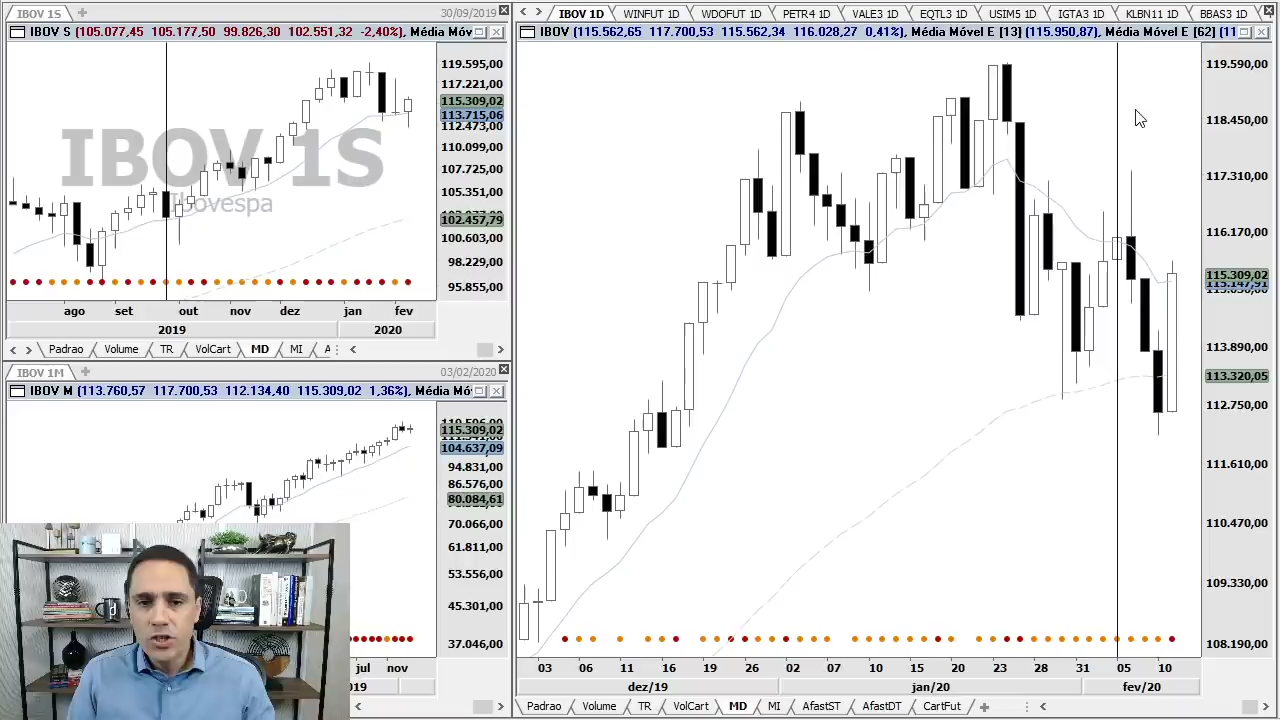 IBOV 1S
30/09/2019
IBOV S (105.077,45 105.177,50 99.826,30 102.551,32 -2,40%), Média Móv
119.595,00
117.221,00
115.309,02
113.715,06
112.473,00
110.099,00
107.725,00
105.351,00
102.457,79
100.603,00
98.229,00
95.855,00
IBOV 1S
Ibovespa
ago set out nov dez jan fev
2019 2020
Padrao Volume TR VolCart MD MI A
IBOV 1M
03/02/2020
IBOV M (113.760,57 117.700,53 112.134,40 115.309,02 1,36%), Média Mó
115.309,02
104.637,09
94.831,00
86.576,00
80.084,61
70.066,00
61.811,00
53.556,00
45.301,00
37.046,00
jul nov
IBOV 1D WINFUT 1D WDOFUT 1D PETR4 1D VALE3 1D EQTL3 1D USIM5 1D IGTA3 1D KLBN11 1D BBAS3 1D
IBOV (115.562,65 117.700,53 115.562,34 116.028,27 0,41%), Média Móvel E [13] (115.950,87), Média Móvel E [62] (11
119.590,00
118.450,00
117.310,00
116.170,00
115.309,02
115.147,91
113.890,00
113.320,05
112.750,00
111.610,00
110.470,00
109.330,00
108.190,00
03 06 11 16 19 26 02 07 10 15 20 23 28 31 05 10
dez/19 jan/20 fev/20
Padrao Volume TR VolCart MD MI AfastST AfastDT CartFut